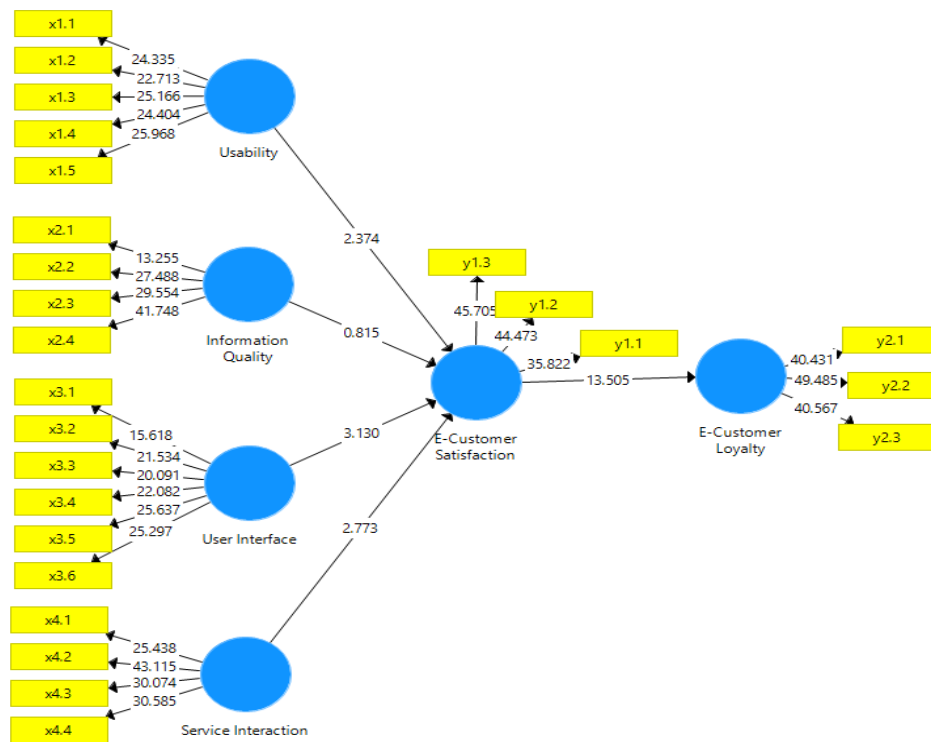 x1.1
24.335
x1.2
22.713
x1.3
25.166
x1.4
24.404
x1.5
25.968
Usability
2.374
x2.1
13.255
x2.2
27.488
x2.3
29.554
x2.4
41.748
Information
Quality
0.815
x3.1
15.618
x3.2
21.534
x3.3
20.091
x3.4
22.082
x3.5
25.637
x3.6
25.297
User Interface
3.130
x4.1
25.438
x4.2
43.115
x4.3
30.074
x4.4
30.585
Service Interaction
2.773
y1.3
45.705
y1.2
44.473
y1.1
35.822
E-Customer
Satisfaction
13.505
y2.1
40.431
y2.2
49.485
y2.3
40.567
E-Customer
Loyalty